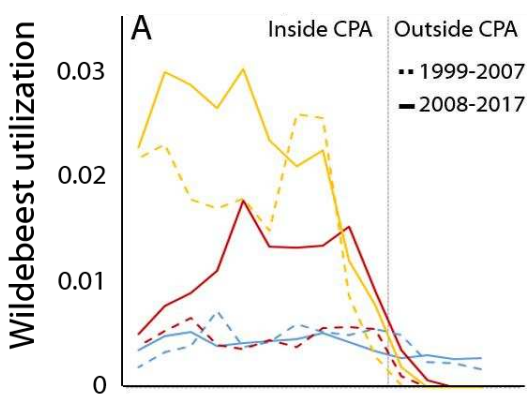 A
Inside CPA
Outside CPA
1999-2007
2008-2017
Wildebeest utilization
0.03
0.02
0.01
0